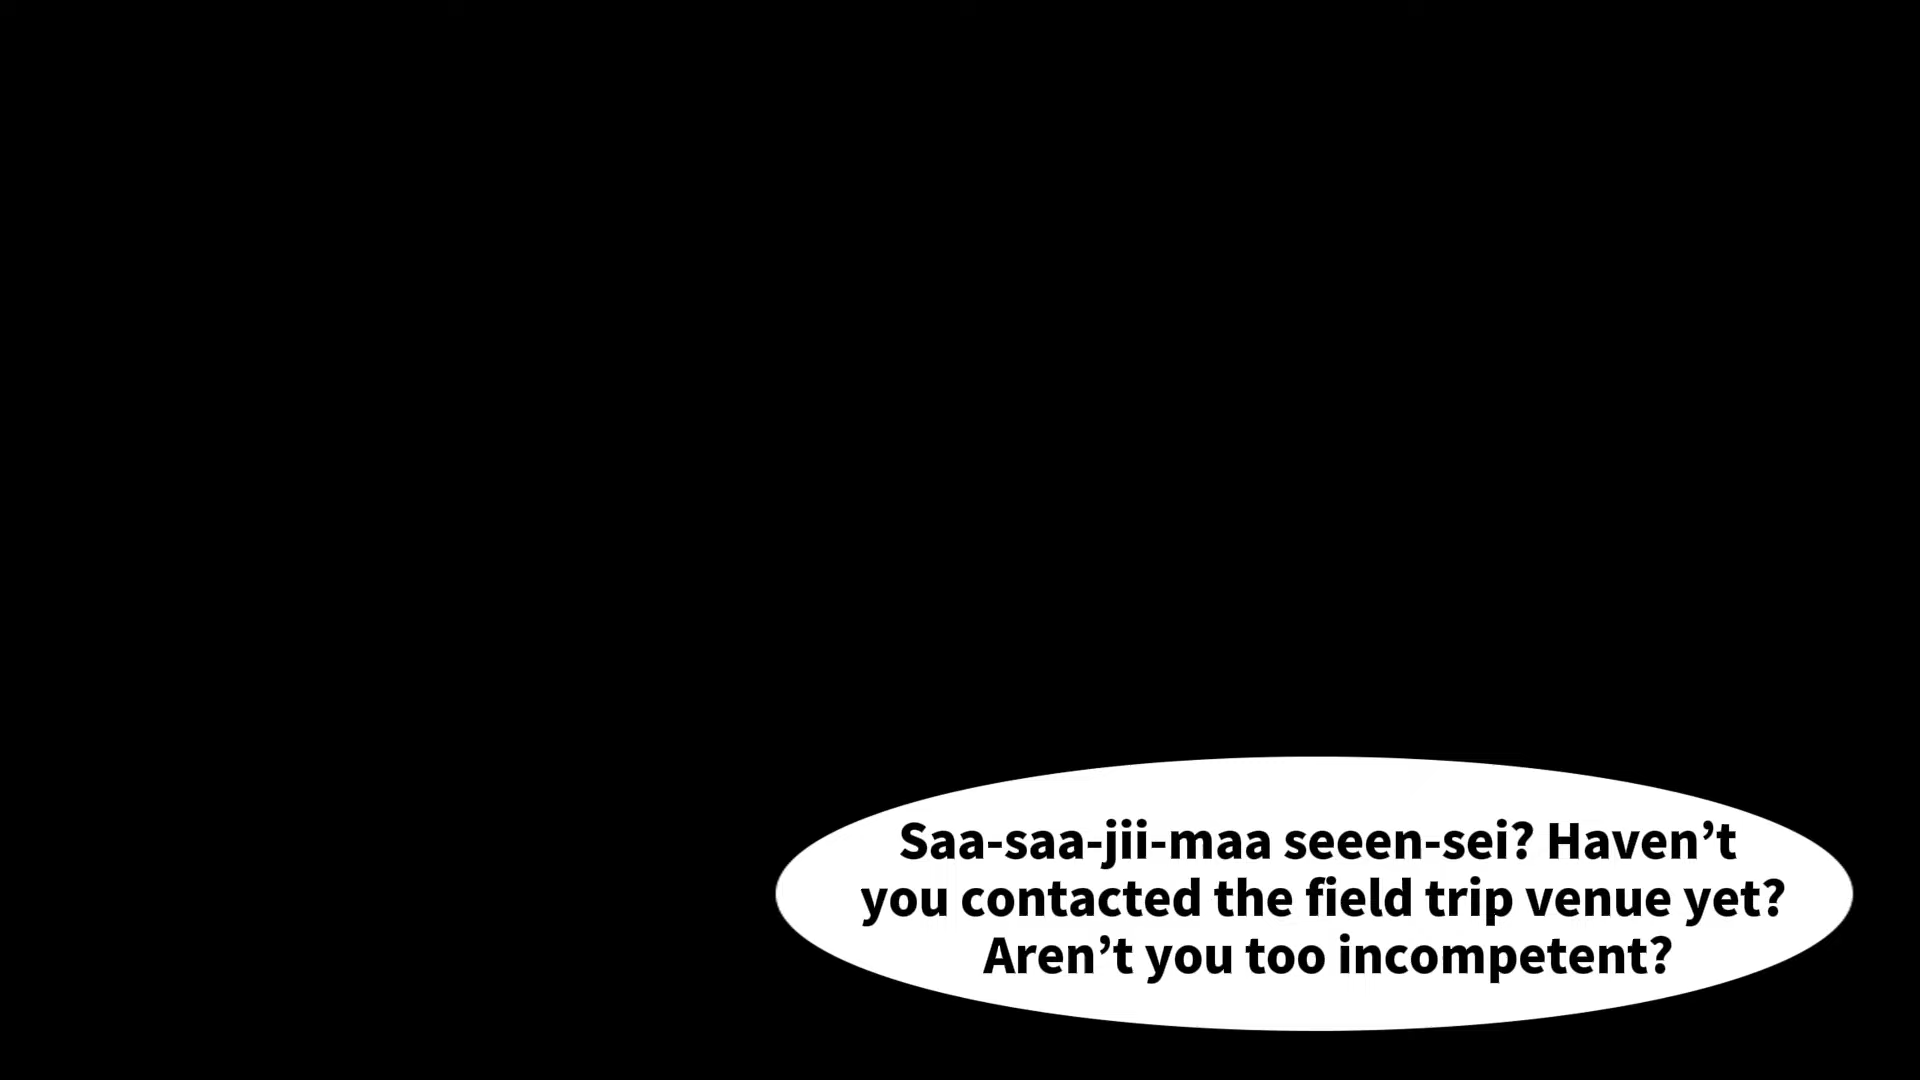 Saa-saa-jii-maa seeen-sei? Haven’t
you contacted the field trip venue yet?
Aren’t you too incompetent?